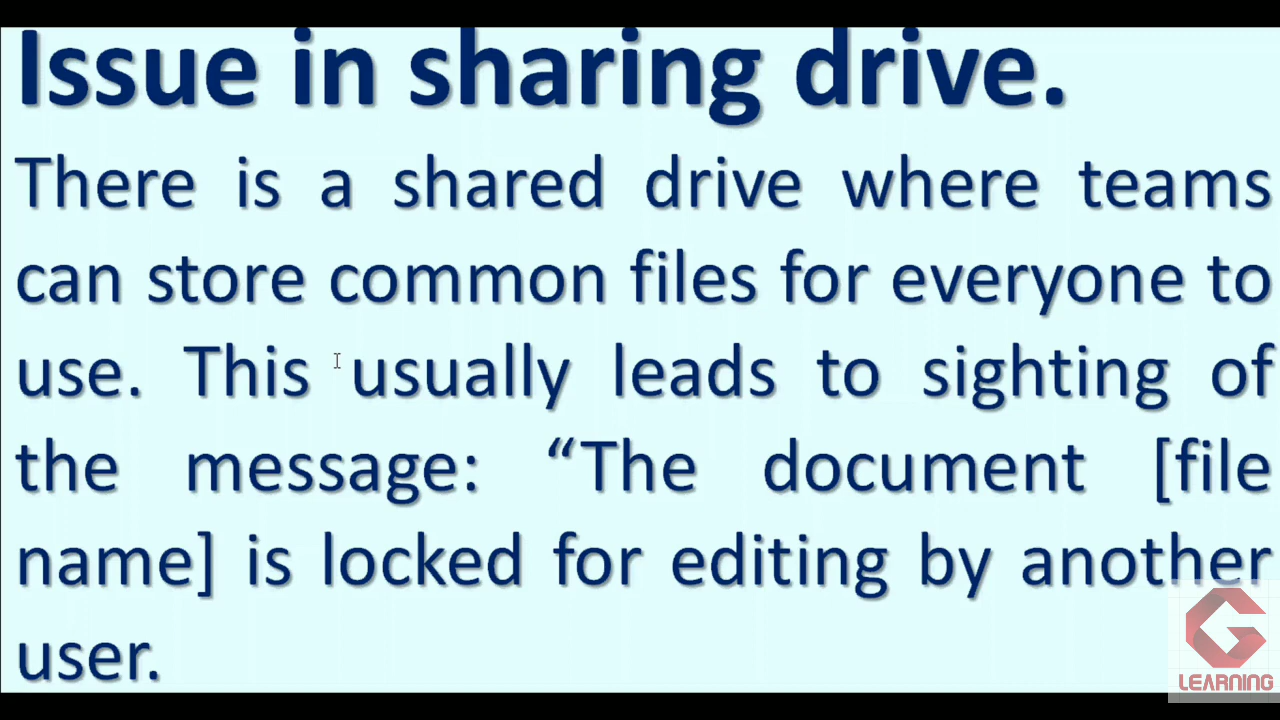 Issue in sharing drive.
There is a shared drive where teams
can store common files for everyone to
use. This usually leads to sighting of
the message: “The document [file
name] is locked for editing by another
user.
LEARNING